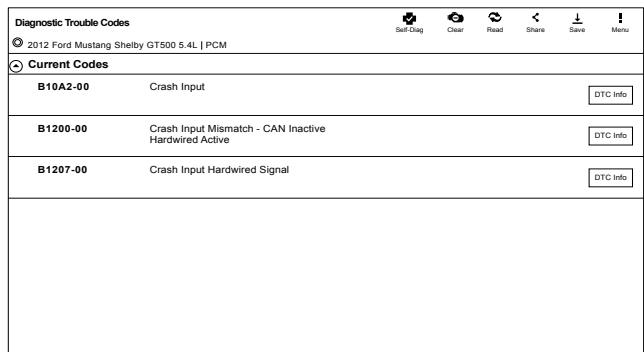 Diagnostic Trouble Codes
Self-Diag Clear Read Share Save Menu
2012 Ford Mustang Shelby GT500 5.4L | PCM
Current Codes
B10A2-00 Crash Input DTC Info
B1200-00 Crash Input Mismatch - CAN Inactive
Hardwired Active DTC Info
B1207-00 Crash Input Hardwired Signal DTC Info